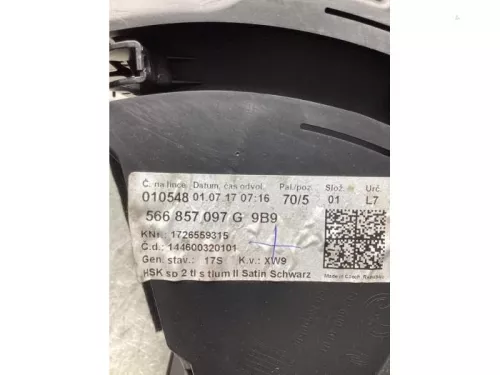 Č. na lince Datum, čas odvol. Pal./poz. Slož. Urč.
010548 01.07.17 07:16 70/5 01 L7
566 857 097 G 9B9
KNr.: 1726559315
Č.d.: 144600320101
Gen. stav.: 17S K.v.: XW9
HSK sp 2 tl s tlum ll Satin Schwarz
Made in Czech Republic